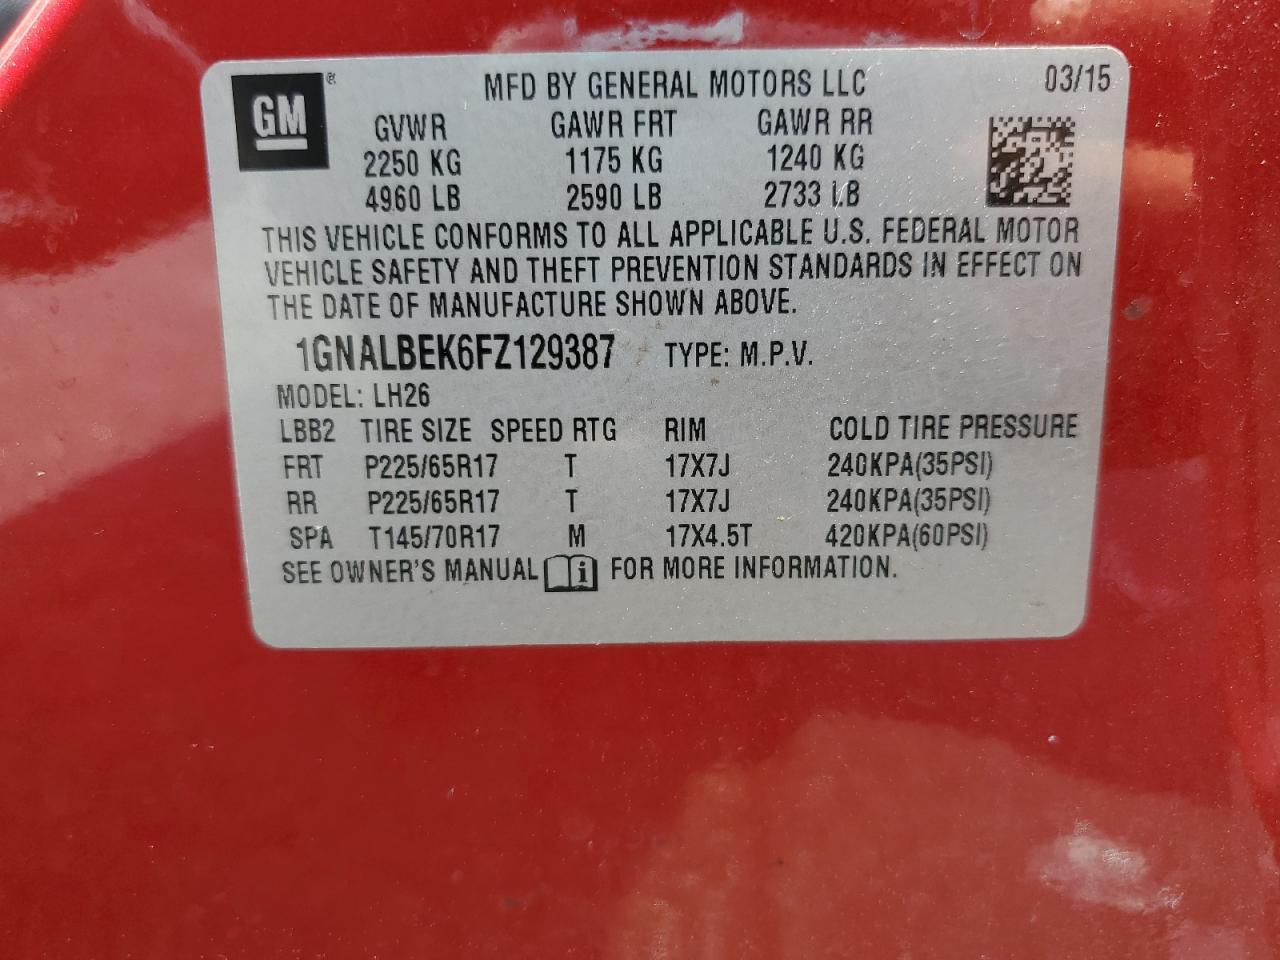 GM ® MFD BY GENERAL MOTORS LLC 03/15
GVWR GAWR FRT GAWR RR
2250 KG 1175 KG 1240 KG
4960 LB 2590 LB 2733 LB
THIS VEHICLE CONFORMS TO ALL APPLICABLE U.S. FEDERAL MOTOR
VEHICLE SAFETY AND THEFT PREVENTION STANDARDS IN EFFECT ON
THE DATE OF MANUFACTURE SHOWN ABOVE.
1GNALBEK6FZ129387 TYPE: M.P.V.
MODEL: LH26
LBB2 TIRE SIZE SPEED RTG RIM COLD TIRE PRESSURE
FRT P225/65R17 T 17X7J 240KPA(35PSI)
RR P225/65R17 T 17X7J 240KPA(35PSI)
SPA T145/70R17 M 17X4.5T 420KPA(60PSI)
SEE OWNER'S MANUAL i FOR MORE INFORMATION.